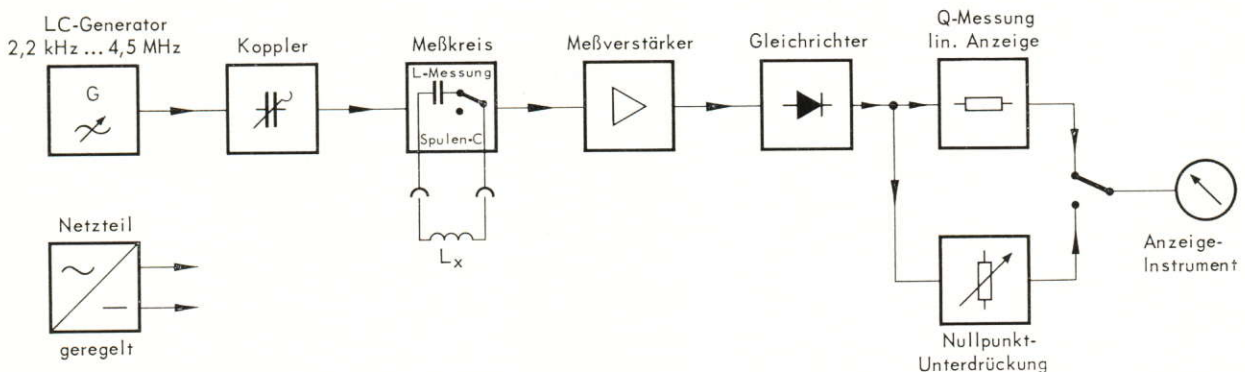 LC-Generator
2,2 kHz ... 4,5 MHz
G
Koppler
Meßkreis
L-Messung
Spulen-C
Lx
Meßverstärker
Gleichrichter
Q-Messung
lin. Anzeige
Anzeige-
Instrument
Netzteil
geregelt
Nullpunkt-
Unterdrückung